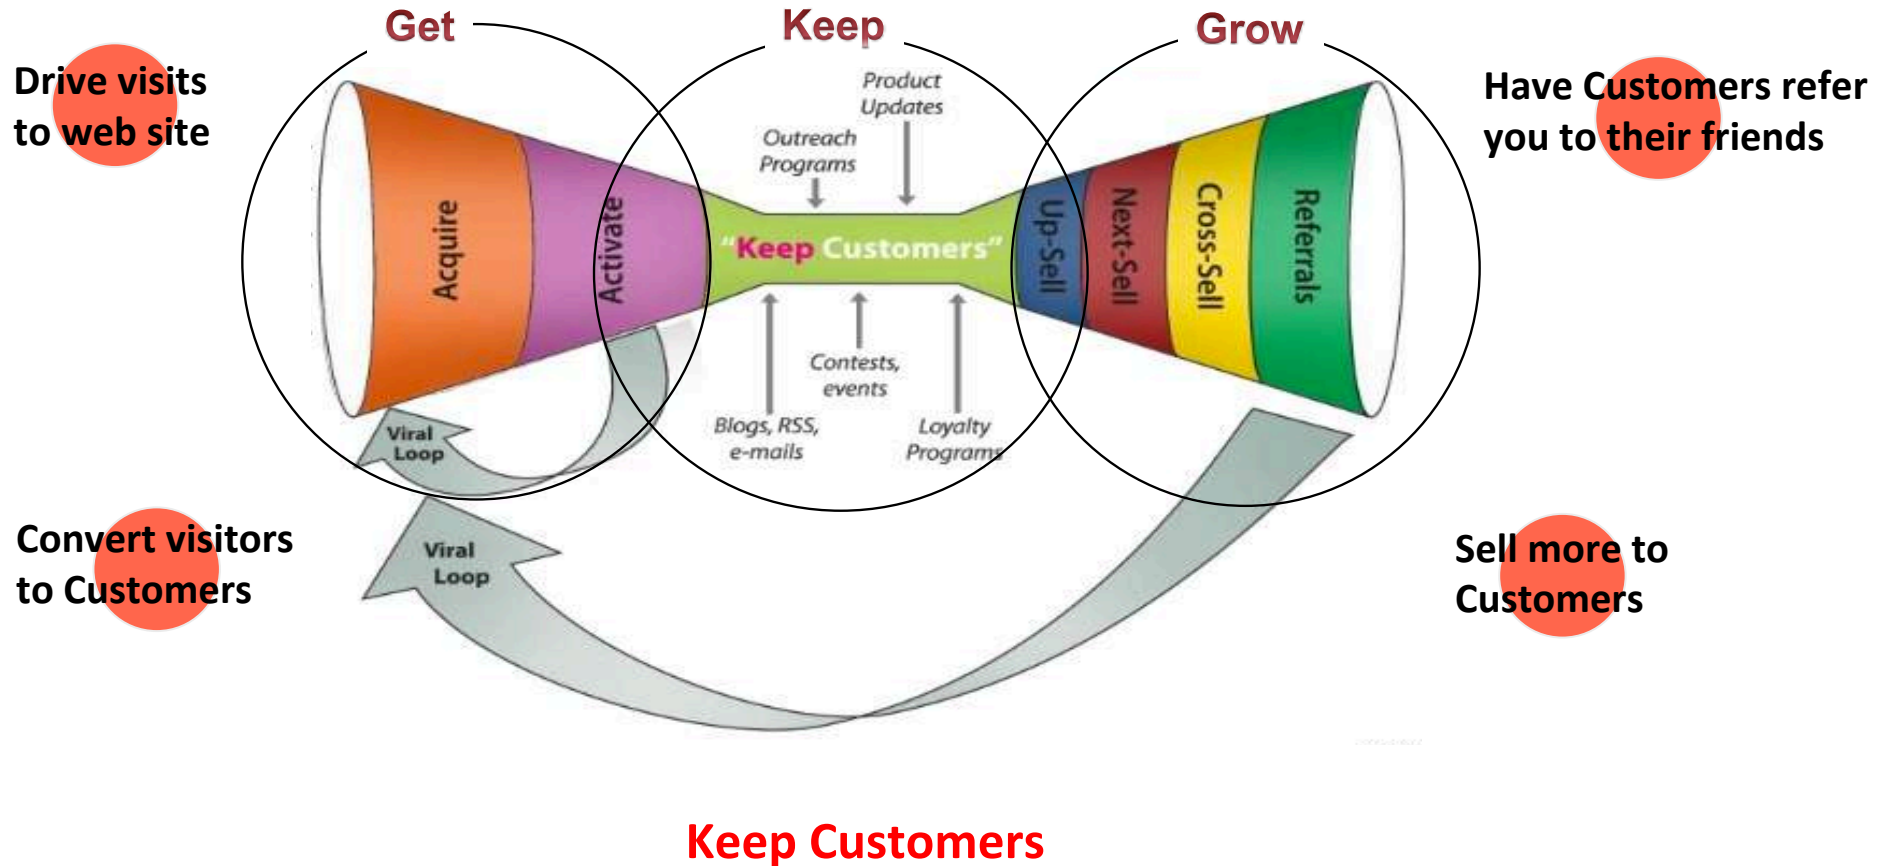 Get
Keep
Grow
Drive visits
to web site
Have Customers refer
you to their friends
Product
Updates
Outreach
Programs
Acquire
Activate
"Keep Customers"
Up-Sell
Next-Sell
Cross-Sell
Referrals
Contests,
events
Blogs, RSS,
e-mails
Loyalty
Programs
Viral
Loop
Viral
Loop
Convert visitors
to Customers
Sell more to
Customers
Keep Customers